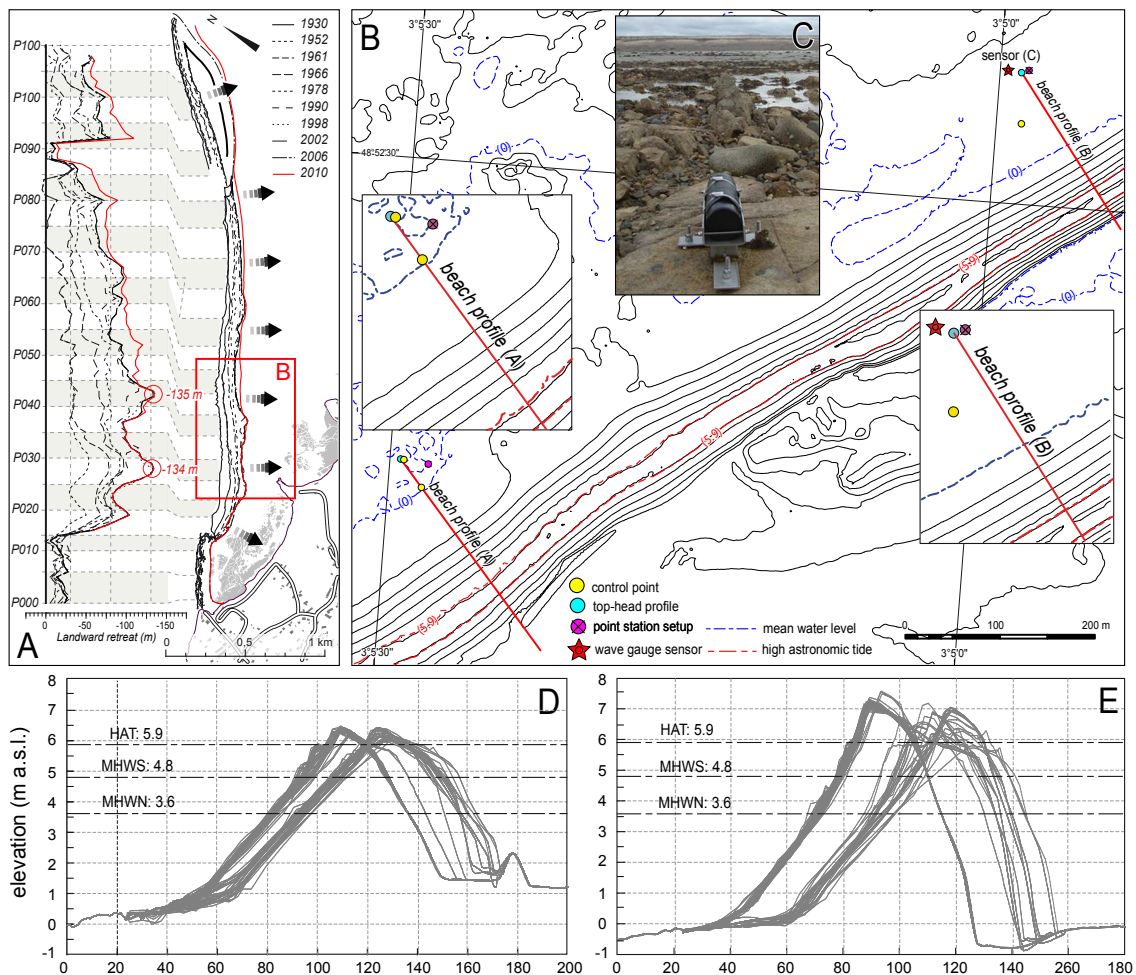 A
N
1930
1952
1961
1966
1978
1990
1998
2002
2006
2010
P100
P100
P090
P080
P070
P060
P050
P040
P030
P020
P010
P000
-135 m
-134 m
B
0 -50 -100 -150
Landward retreat (m)
0 0.5 1 km
B
3°5'30"
3°5'0"
48°52'30"
(0)
C
sensor (C)
beach profile (B)
(0)
(5.9)
(0)
beach profile (A)
beach profile (B)
(5.9)
(0)
beach profile (A)
(5.9)
control point
top-head profile
point station setup
wave gauge sensor
mean water level
high astronomic tide
0 200 m
3°5'30"
3°5'0"
D
elevation (m a.s.l.)
8
7
6
5
4
3
2
1
0
-1
HAT: 5.9
MHWS: 4.8
MHWN: 3.6
0 20 40 60 80 100 120 140 160 180 200
E
8
7
6
5
4
3
2
1
0
-1
HAT: 5.9
MHWS: 4.8
MHWN: 3.6
0 20 40 60 80 100 120 140 160 180